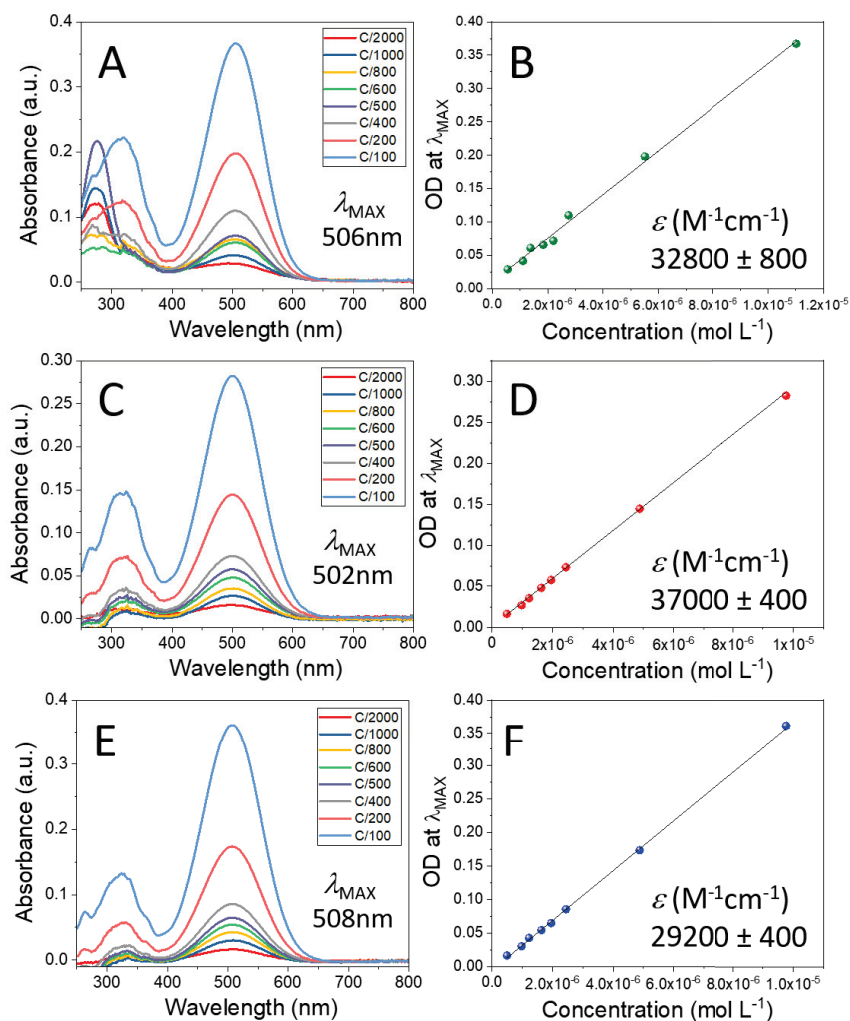 A
0.4
0.3
0.2
0.1
0.0
Absorbance (a.u.)
300 400 500 600 700 800
Wavelength (nm)
C/2000
C/1000
C/800
C/600
C/500
C/400
C/200
C/100
λMAX
506nm
B
0.40
0.35
0.30
0.25
0.20
0.15
0.10
0.05
0.00
OD at λMAX
0.0 2.0x10⁻⁶ 4.0x10⁻⁶ 6.0x10⁻⁶ 8.0x10⁻⁶ 1.0x10⁻⁵ 1.2x10⁻⁵
Concentration (mol L⁻¹)
ε (M⁻¹cm⁻¹)
32800 ± 800
C
0.30
0.25
0.20
0.15
0.10
0.05
0.00
Absorbance (a.u.)
300 400 500 600 700 800
Wavelength (nm)
C/2000
C/1000
C/800
C/600
C/500
C/400
C/200
C/100
λMAX
502nm
D
0.30
0.25
0.20
0.15
0.10
0.05
0.00
OD at λMAX
2x10⁻⁶ 4x10⁻⁶ 6x10⁻⁶ 8x10⁻⁶ 1x10⁻⁵
Concentration (mol L⁻¹)
ε (M⁻¹cm⁻¹)
37000 ± 400
E
0.4
0.3
0.2
0.1
0.0
Absorbance (a.u.)
300 400 500 600 700 800
Wavelength (nm)
C/2000
C/1000
C/800
C/600
C/500
C/400
C/200
C/100
λMAX
508nm
F
0.40
0.35
0.30
0.25
0.20
0.15
0.10
0.05
0.00
OD at λMAX
0.0 2.0x10⁻⁶ 4.0x10⁻⁶ 6.0x10⁻⁶ 8.0x10⁻⁶ 1.0x10⁻⁵
Concentration (mol L⁻¹)
ε (M⁻¹cm⁻¹)
29200 ± 400